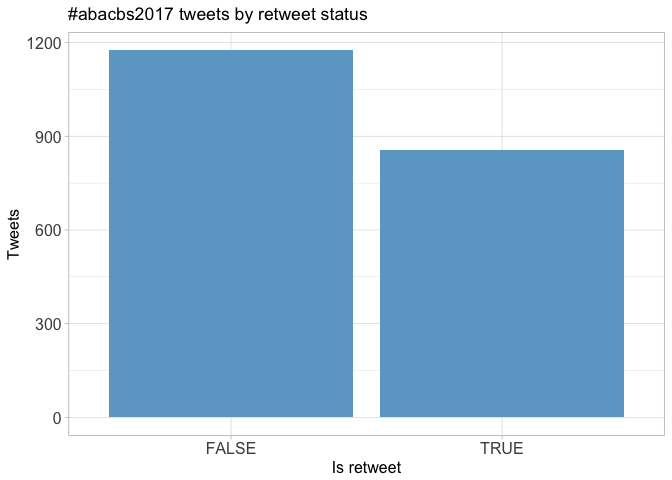 #abacbs2017 tweets by retweet status
1200
900
600
300
0
Tweets
FALSE TRUE
Is retweet